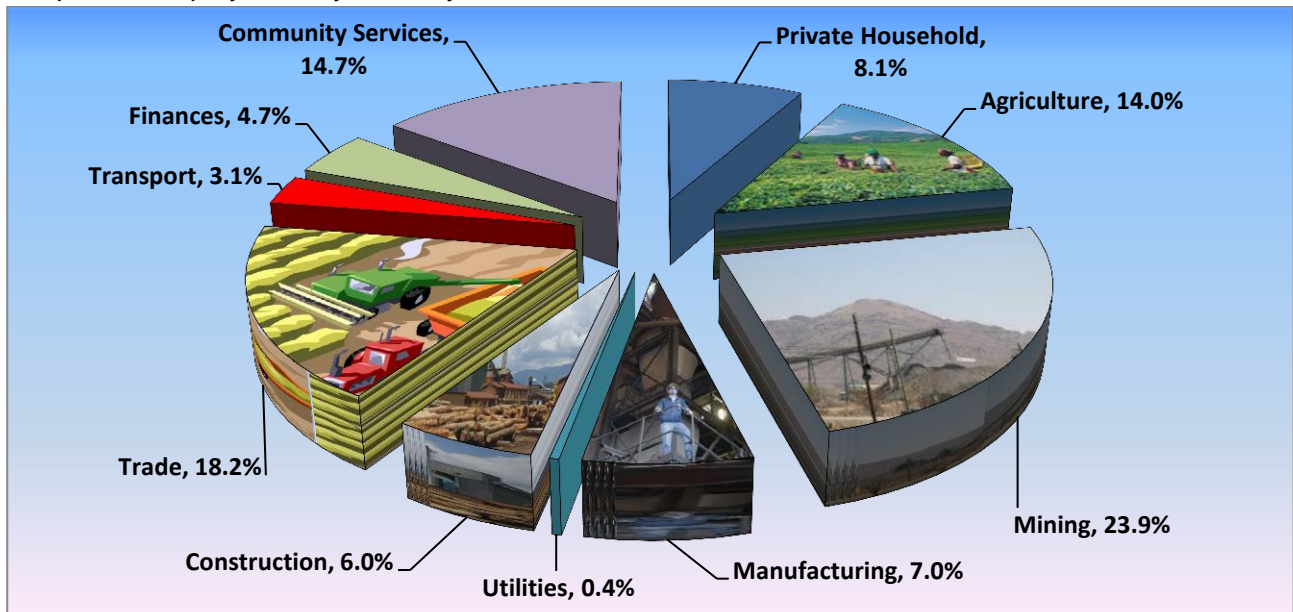 Community Services,
14.7%
Private Household,
8.1%
Agriculture, 14.0%
Finances, 4.7%
Transport, 3.1%
Trade, 18.2%
Mining, 23.9%
Construction, 6.0%
Utilities, 0.4%
Manufacturing, 7.0%